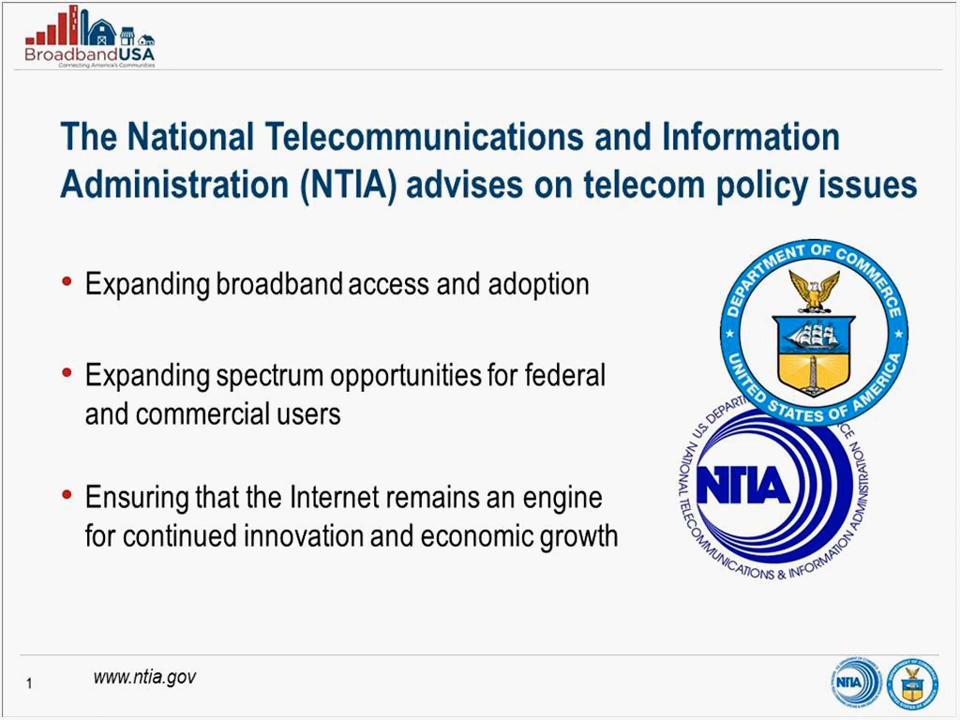 BroadbandUSA
Connecting America's Communities
The National Telecommunications and Information
Administration (NTIA) advises on telecom policy issues
• Expanding broadband access and adoption
• Expanding spectrum opportunities for federal
and commercial users
• Ensuring that the Internet remains an engine
for continued innovation and economic growth
DEPARTMENT OF COMMERCE
UNITED STATES OF AMERICA
U.S. DEPARTM
CE
NATIONAL TELECOMMUNICATIONS & INFORMATION ADMINISTRATION
NTIA
1
www.ntia.gov
NTIA